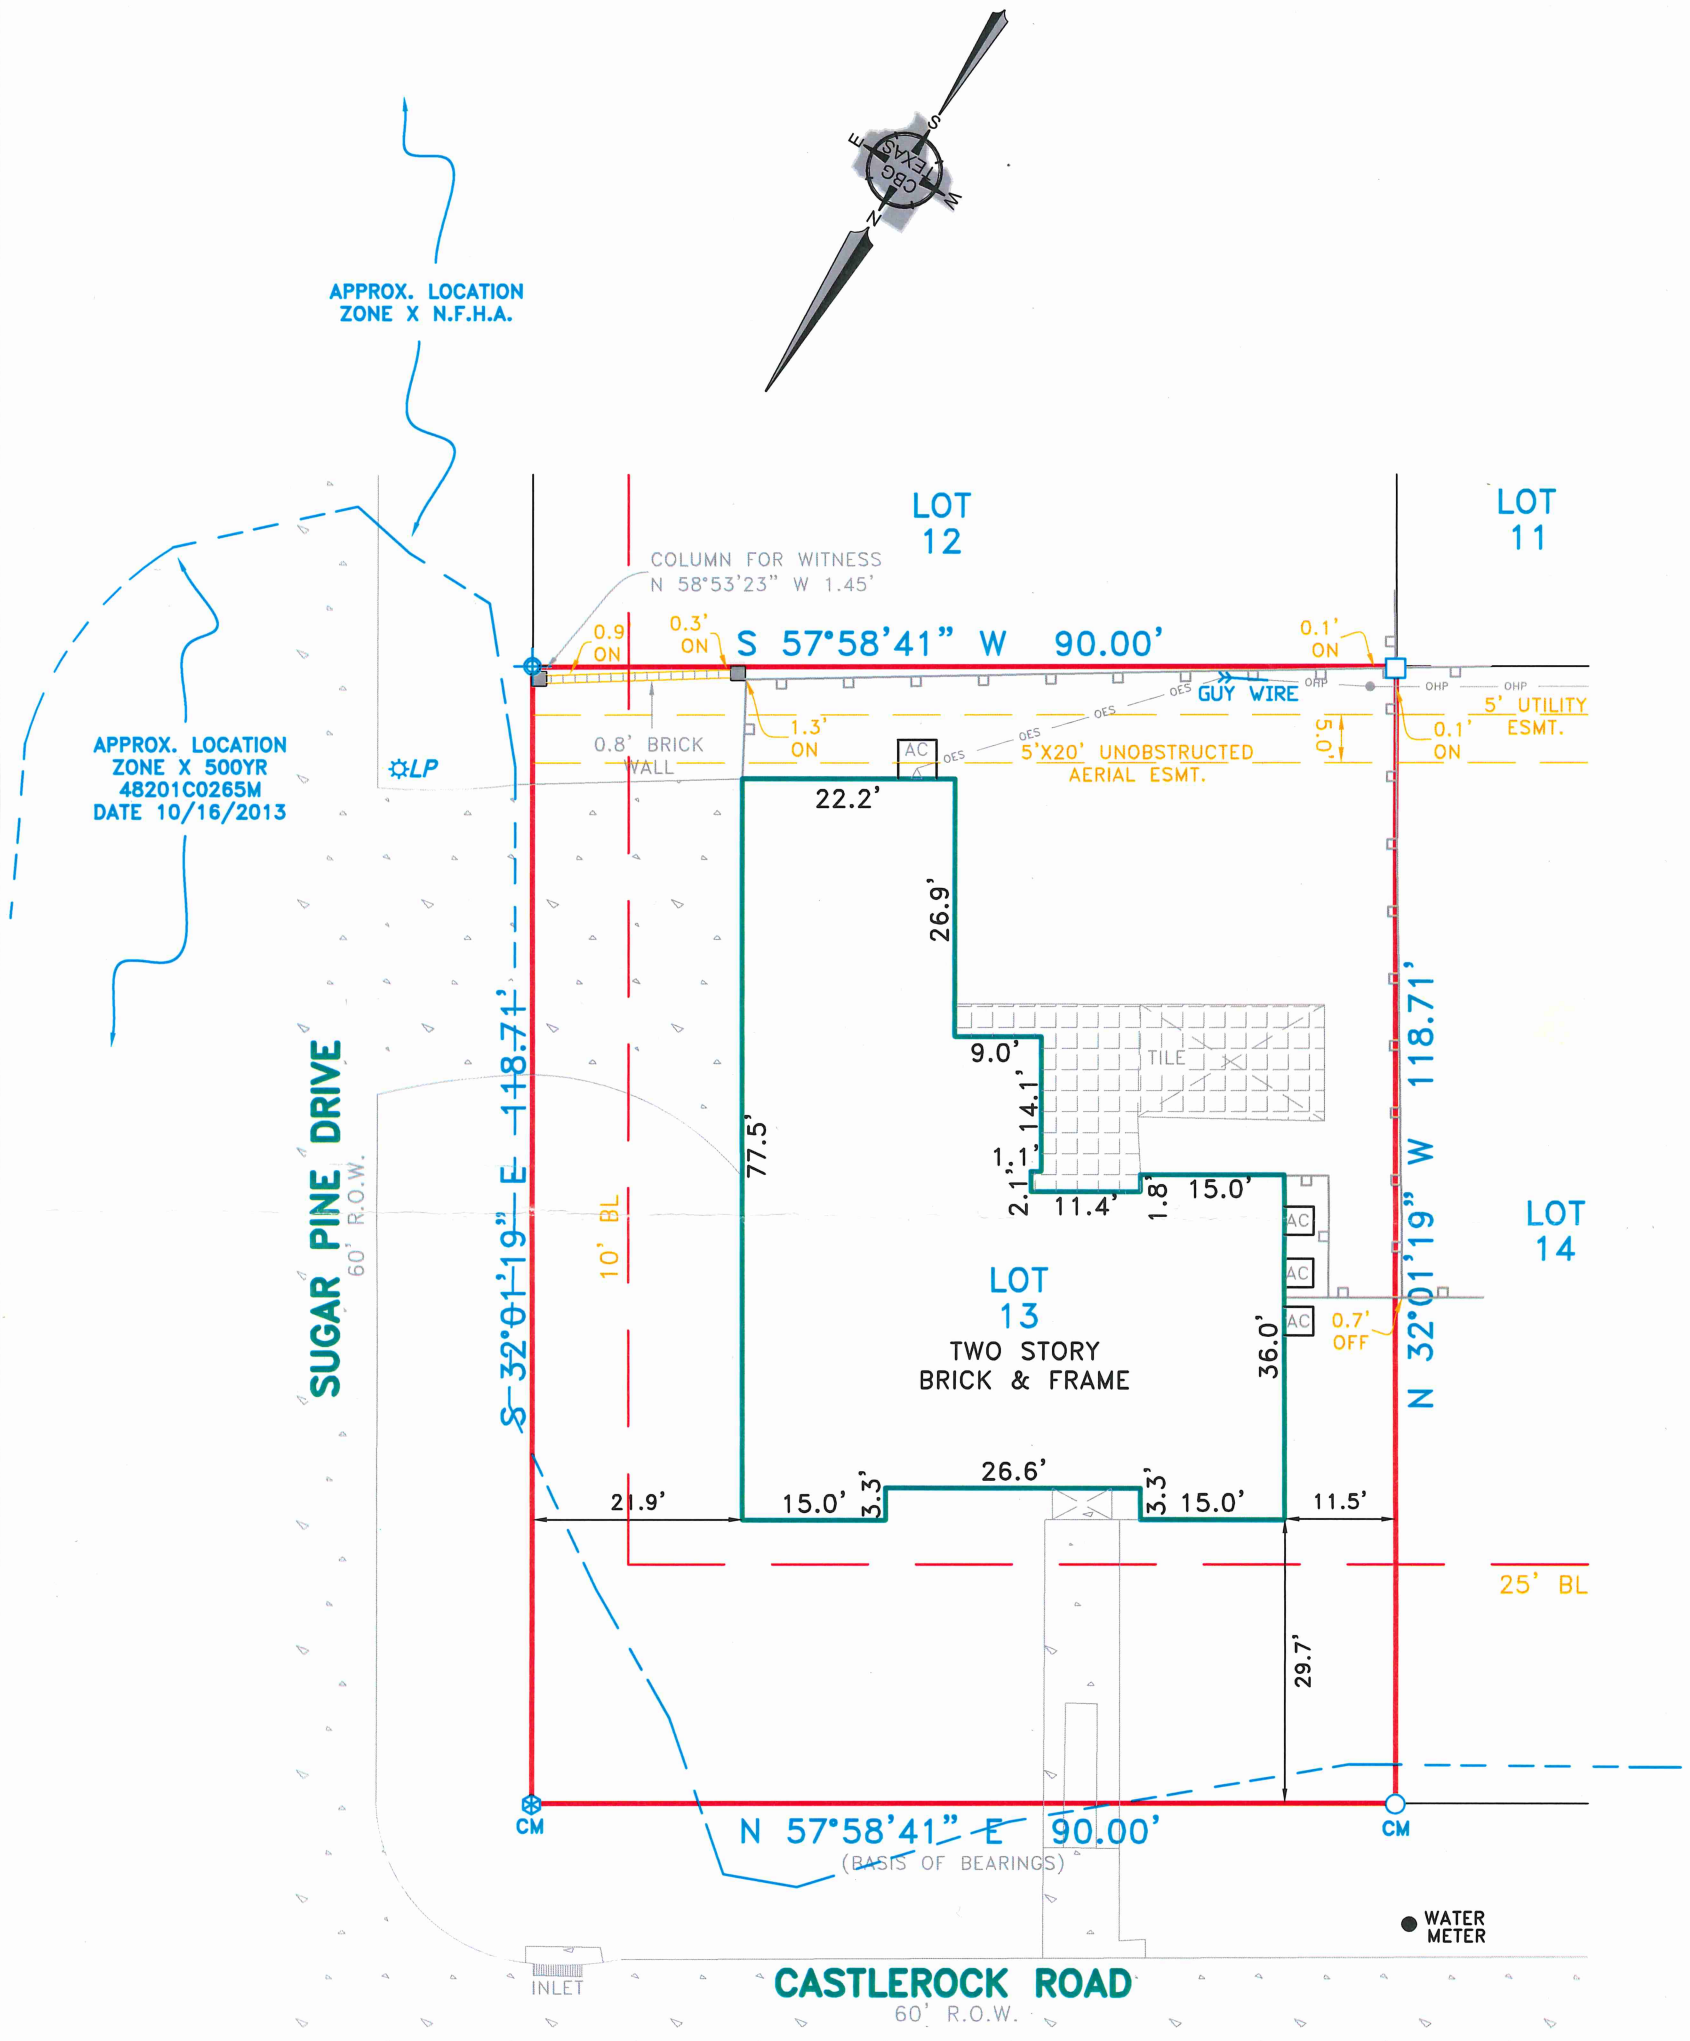 S
E
TEXAS
CBG
W
N
APPROX. LOCATION
ZONE X N.F.H.A.
LOT
12
LOT
11
COLUMN FOR WITNESS
N 58°53'23" W 1.45'
0.9
ON
0.3'
ON
S 57°58'41" W 90.00'
0.1'
ON
OES
GUY WIRE
OHP
OHP
OHP
5' UTILITY
ESMT.
OES
OES
OES
1.3'
ON
5.0'
0.1'
ON
0.8' BRICK
WALL
AC
5'X20' UNOBSTRUCTED
AERIAL ESMT.
APPROX. LOCATION
ZONE X 500YR
48201C0265M
DATE 10/16/2013
LP
22.2'
26.9'
9.0'
14.1'
TILE
1.1'
2.1'
11.4'
1.8'
15.0'
77.5'
S 32°01'19" E 118.71'
N 32°01'19" W 118.71'
SUGAR PINE DRIVE
60' R.O.W.
10' BL
AC
AC
AC
LOT
14
LOT
13
TWO STORY
BRICK & FRAME
36.0'
0.7'
OFF
26.6'
21.9'
15.0'
3.3'
3.3'
15.0'
11.5'
25' BL
29.7'
CM
N 57°58'41" E 90.00'
(BASIS OF BEARINGS)
CM
WATER
METER
INLET
CASTLEROCK ROAD
60' R.O.W.